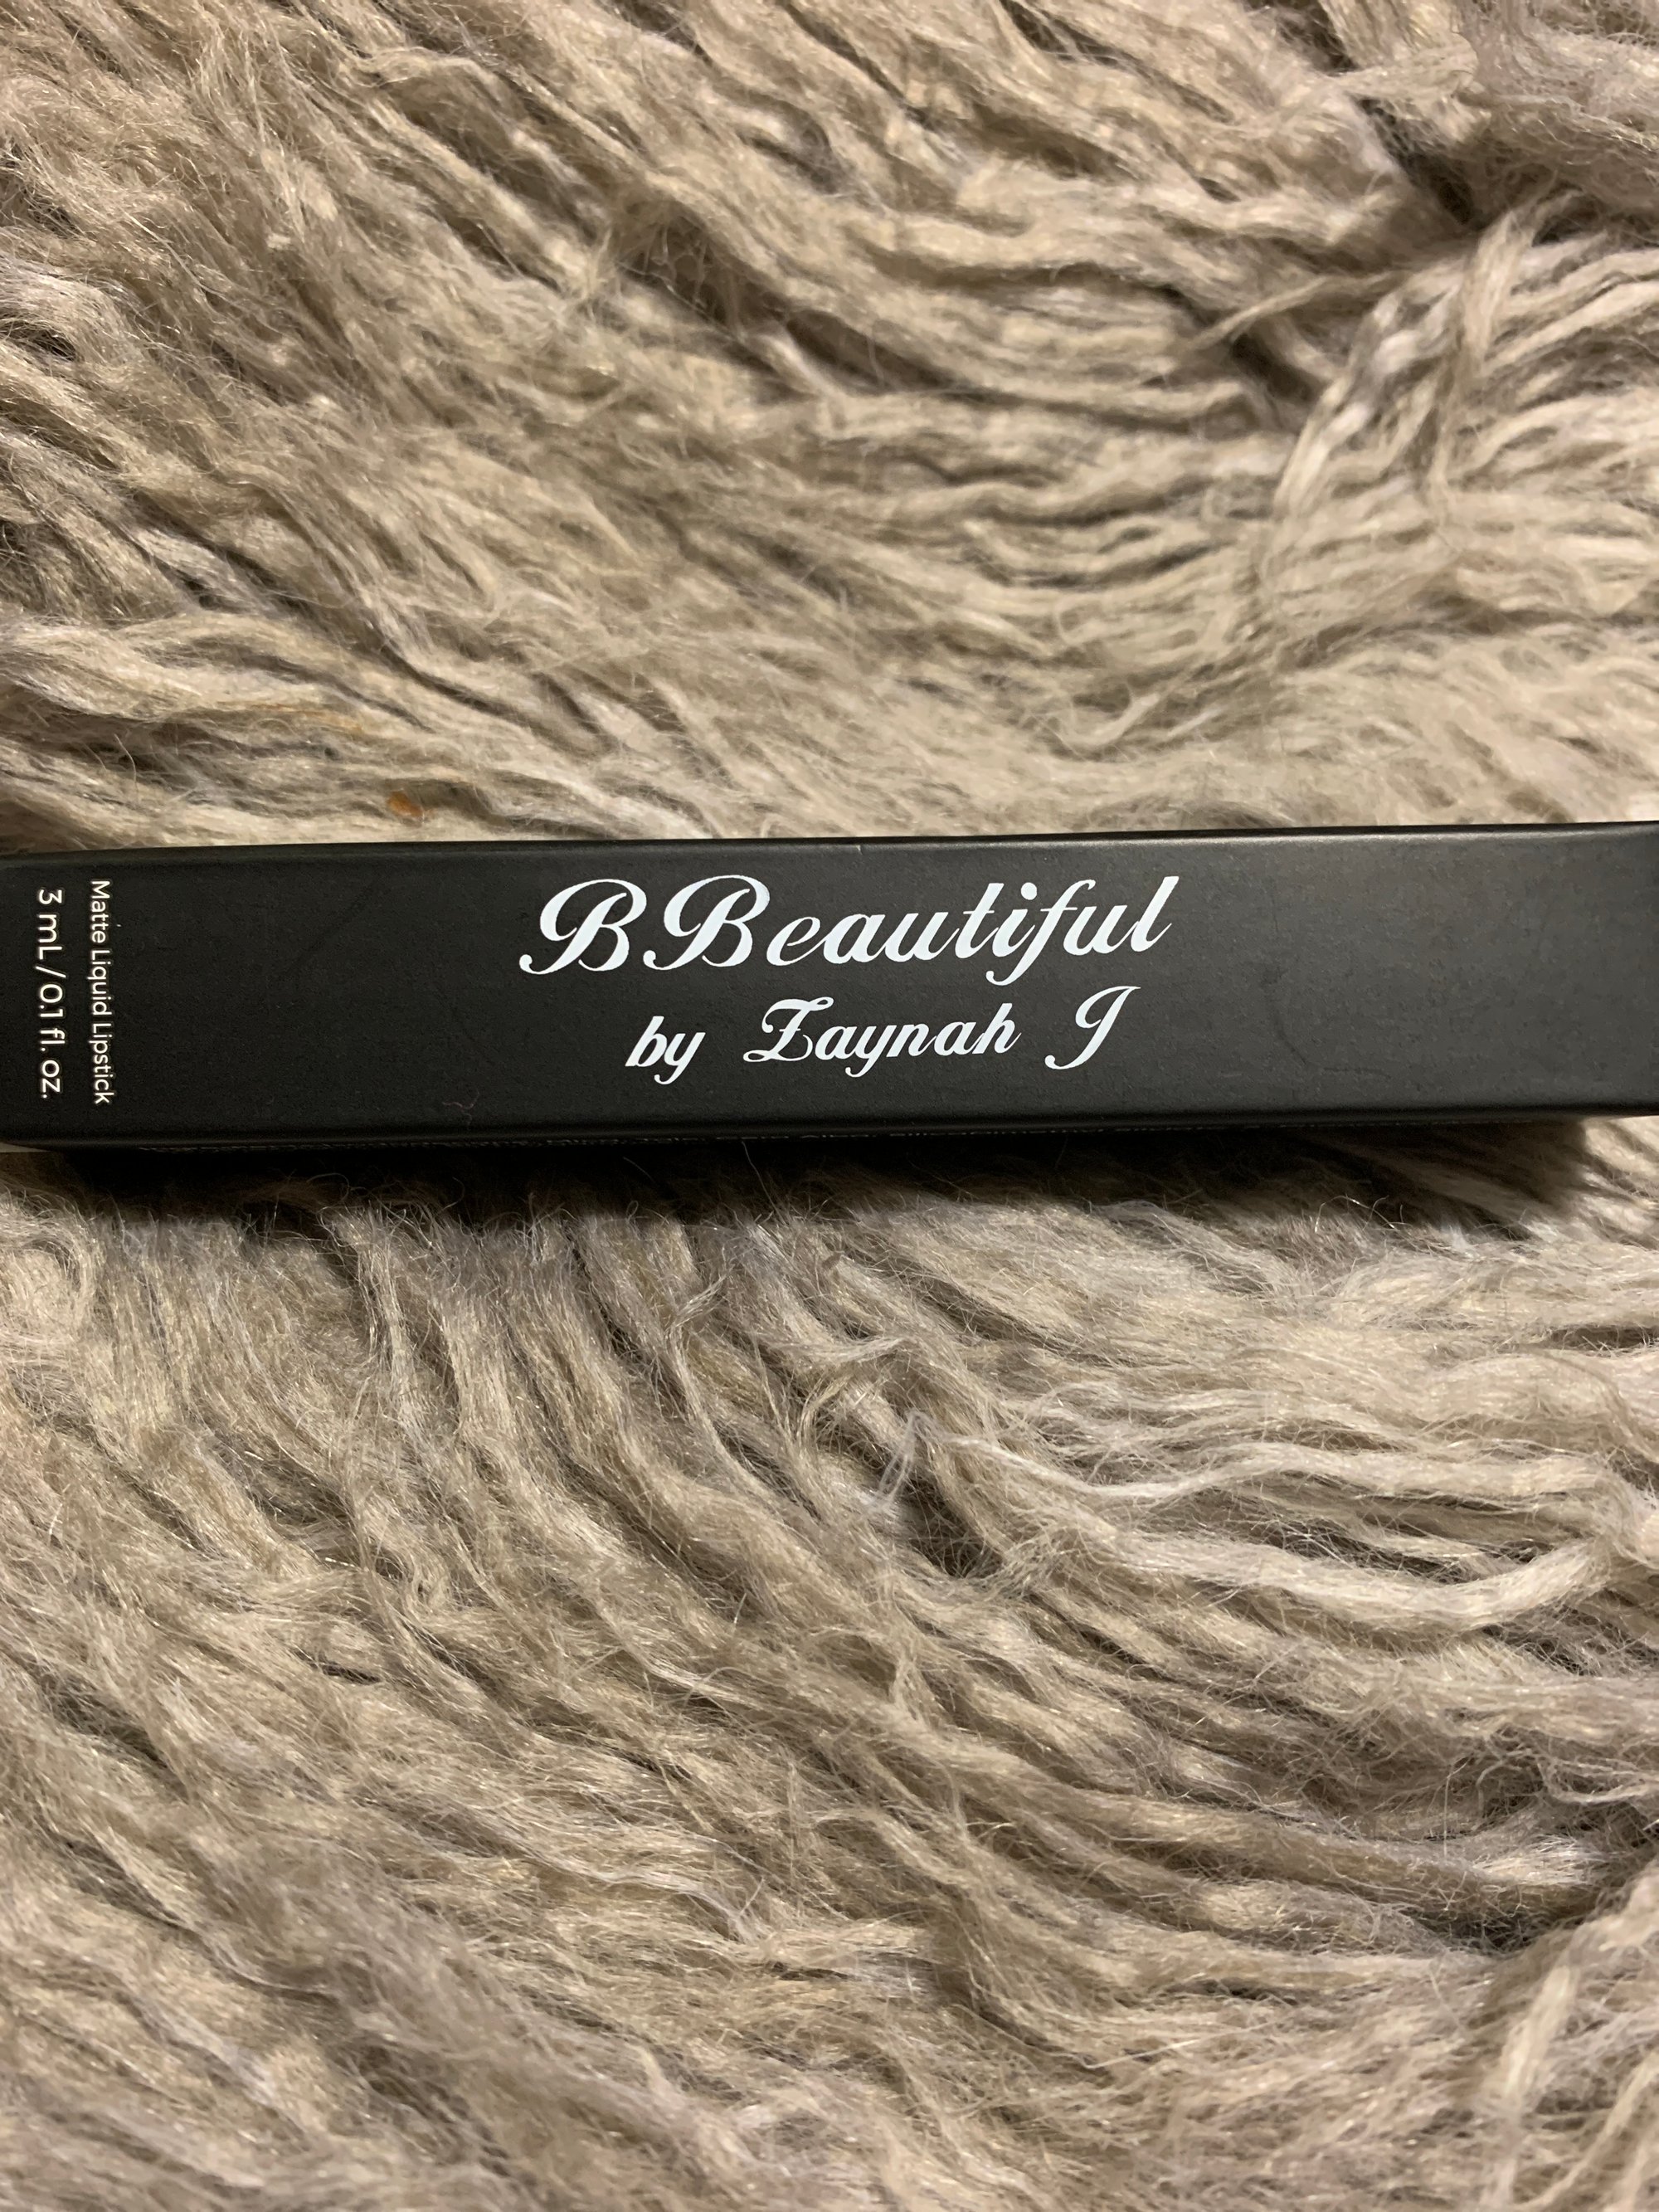 BBeautiful
by Zaynah J
Matte Liquid Lipstick
3 mL/0.1 fl. oz.